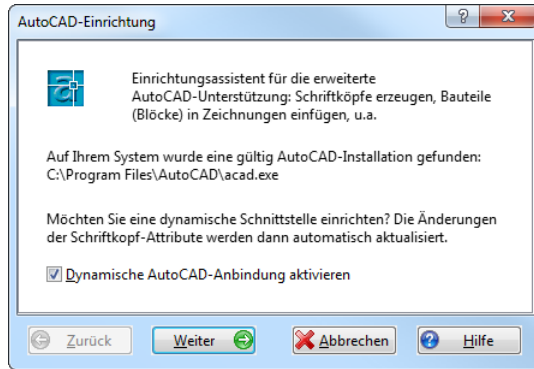 AutoCAD-Einrichtung
Einrichtungsassistent für die erweiterte
AutoCAD-Unterstützung: Schriftköpfe erzeugen, Bauteile
(Blöcke) in Zeichnungen einfügen, u.a.
Auf Ihrem System wurde eine gültig AutoCAD-Installation gefunden:
C:\Program Files\AutoCAD\acad.exe
Möchten Sie eine dynamische Schnittstelle einrichten? Die Änderungen
der Schriftkopf-Attribute werden dann automatisch aktualisiert.
Dynamische AutoCAD-Anbindung aktivieren
Zurück Weiter Abbrechen Hilfe